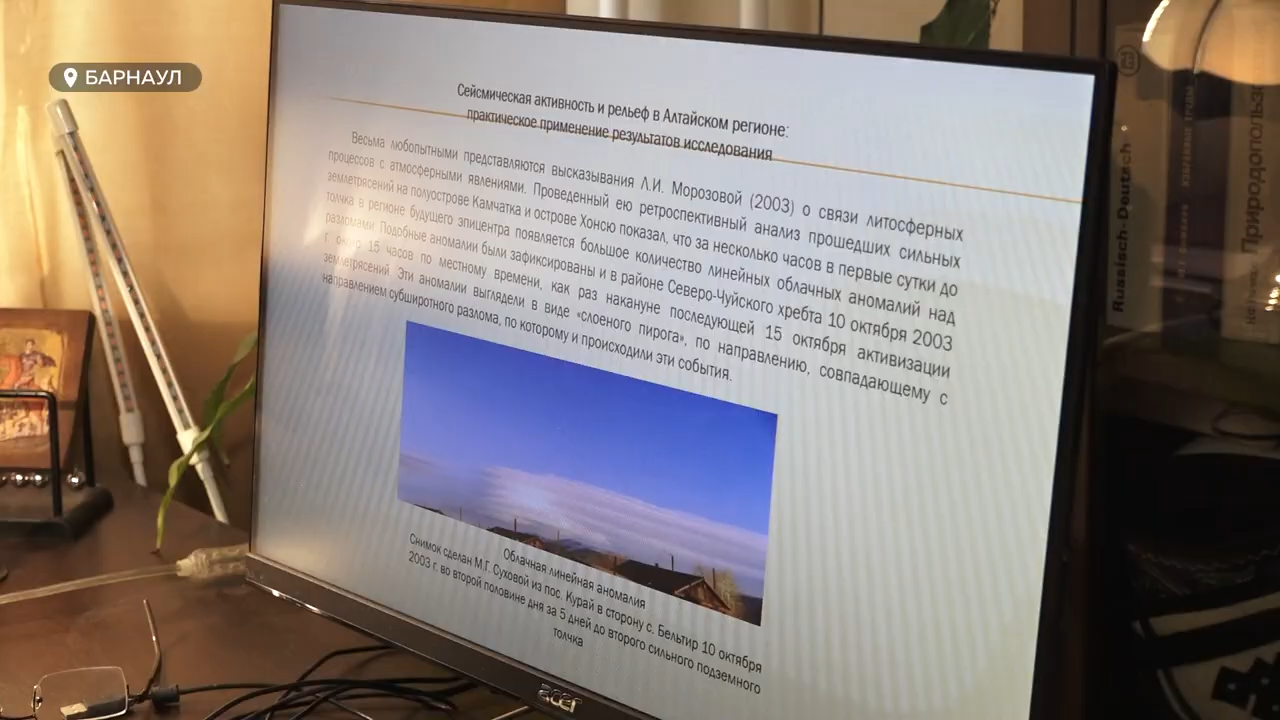 БАРНАУЛ
Сейсмическая активность и рельеф в Алтайском регионе:
практическое применение результатов исследования
Весьма любопытными представляются высказывания Л.И. Морозовой (2003) о связи литосферных
процессов с атмосферными явлениями. Проведенный ею ретроспективный анализ прошедших сильных
землетрясений на полуострове Камчатка и острове Хонсю показал, что за несколько часов в первые сутки до
толчка в регионе будущего эпицентра появляется большое количество линейных облачных аномалий над
разломами. Подобные аномалии были зафиксированы и в районе Северо-Чуйского хребта 10 октября 2003
г. около 15 часов по местному времени, как раз накануне последующей 15 октября активизации
землетрясений. Эти аномалии выглядели в виде «слоеного пирога», по направлению, совпадающему с
направлением субширотного разлома, по которому и происходили эти события.
Облачная линейная аномалия
Снимок сделан М.Г. Суховой из пос. Курай в сторону с. Бельтир 10 октября
2003 г. во второй половине дня за 5 дней до второго сильного подземного
толчка
acer
Russisch-Deutsch